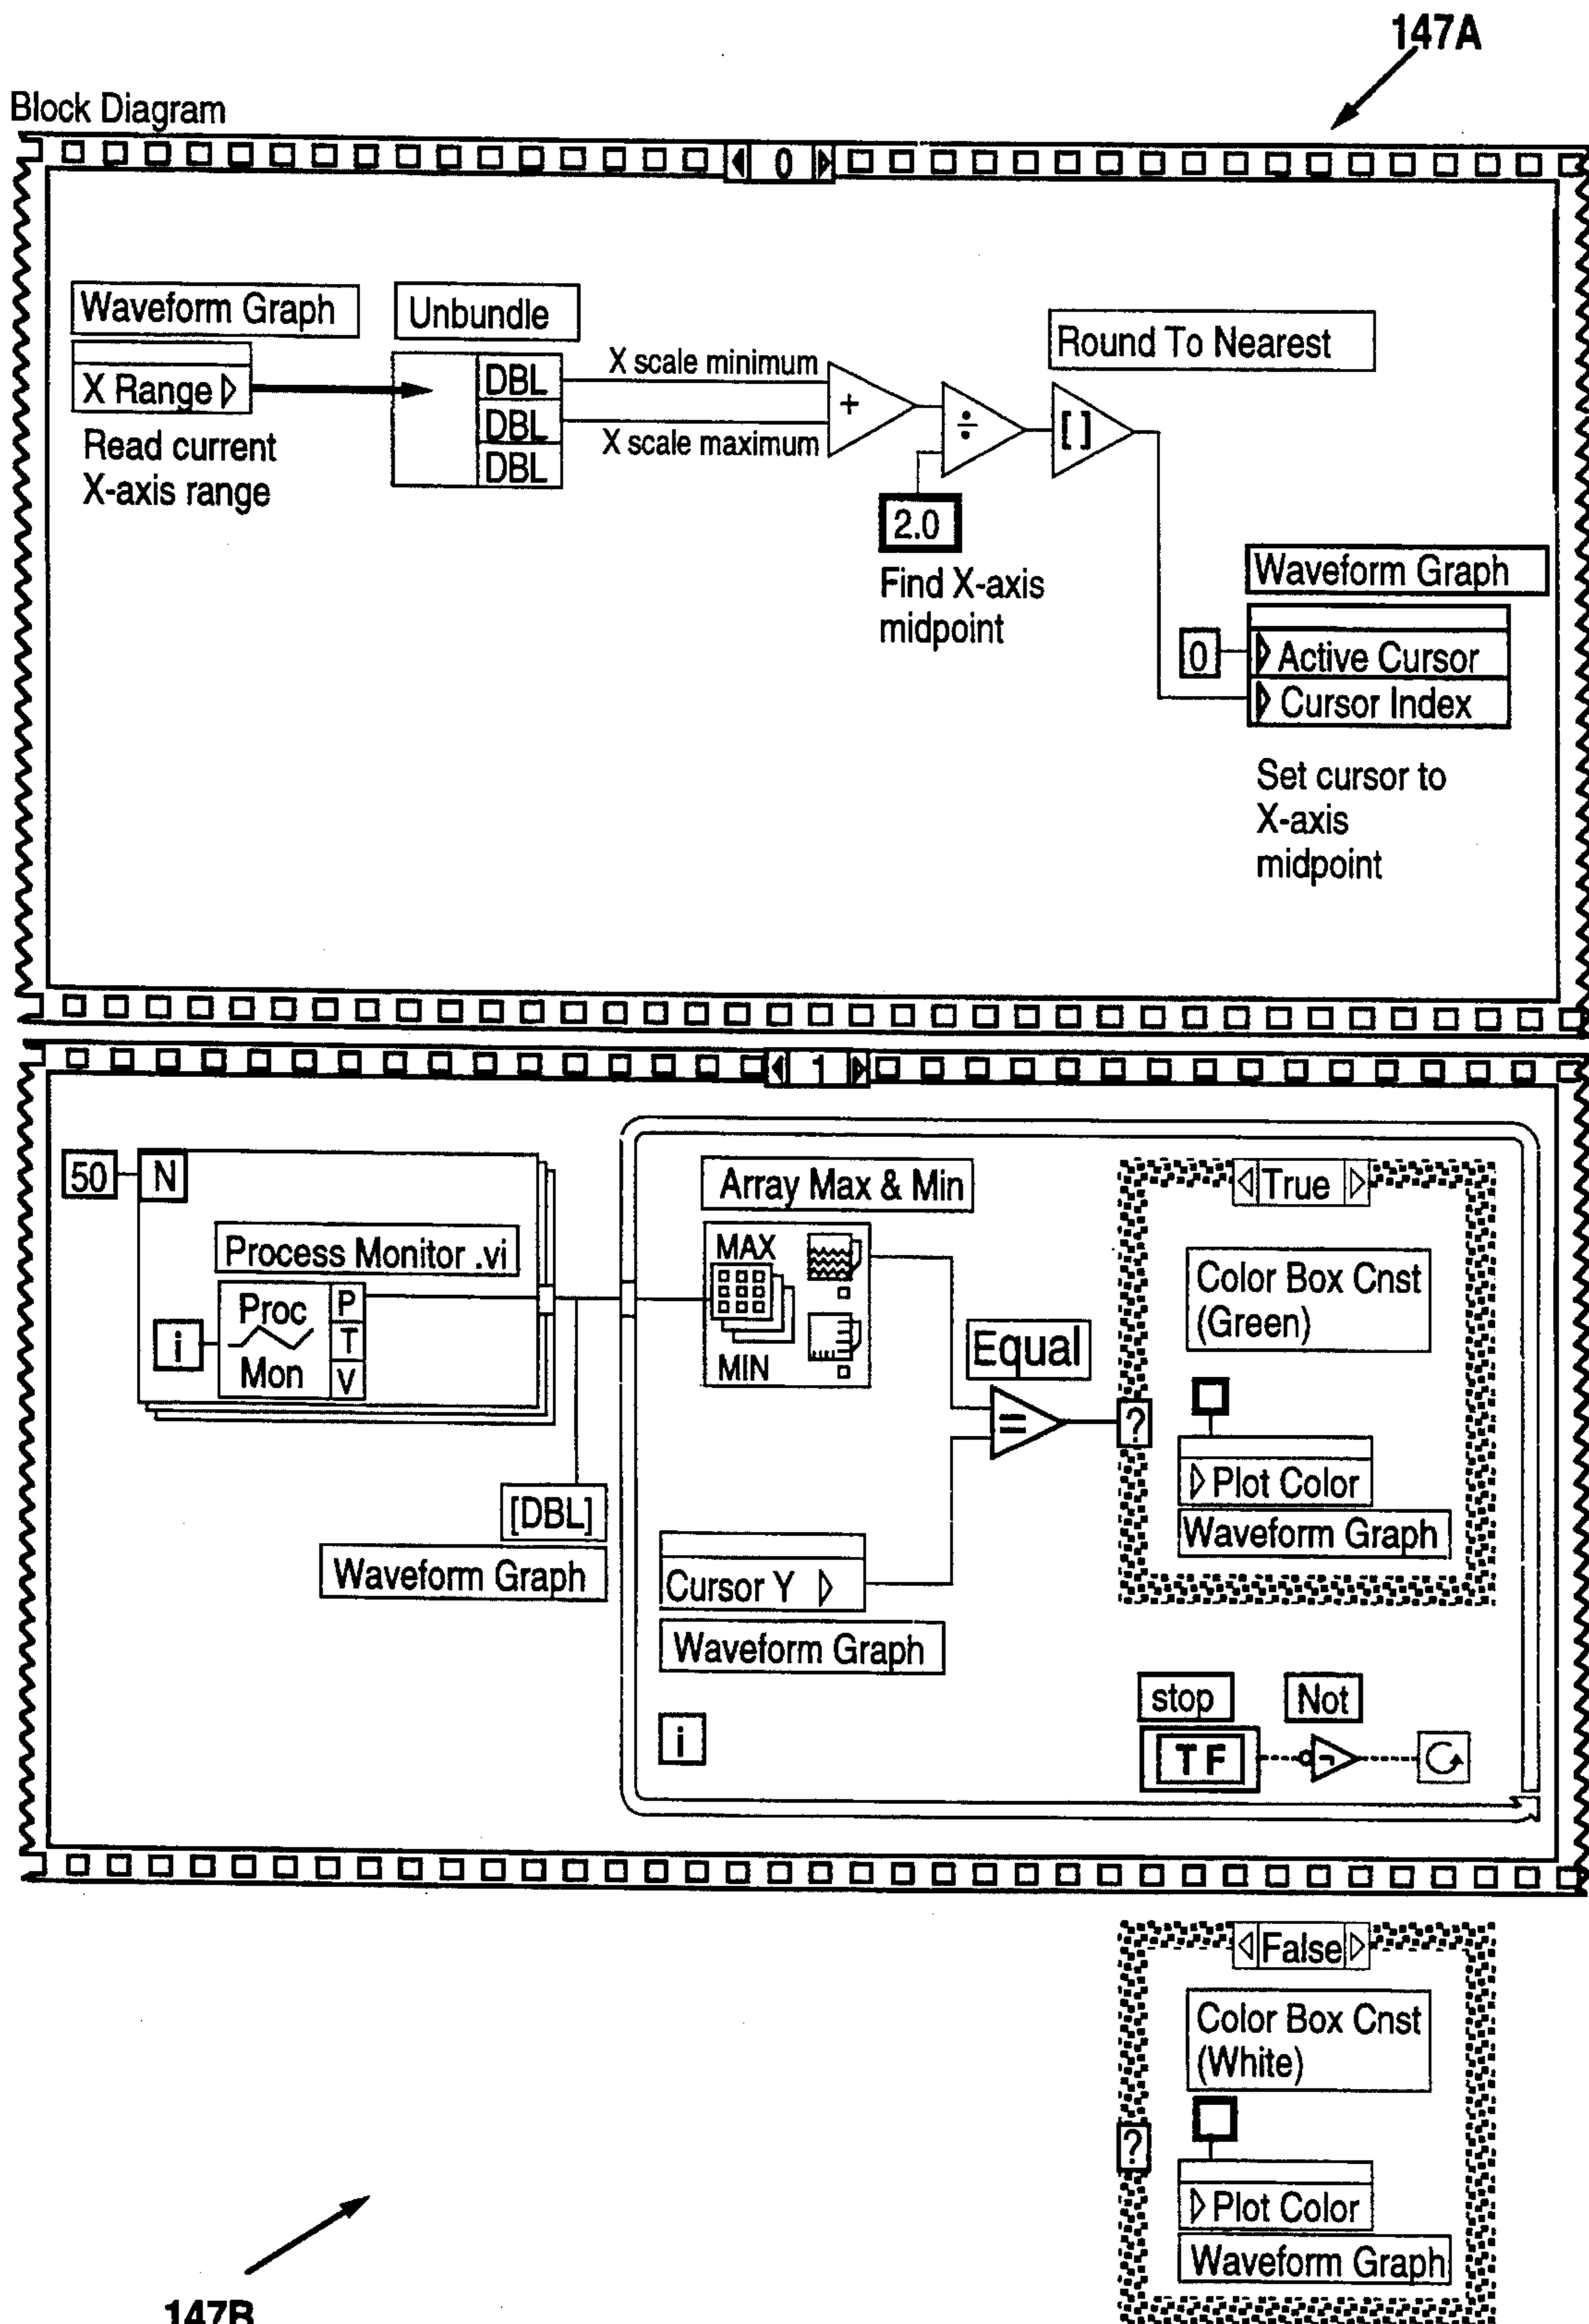 147A
Block Diagram
0
Waveform Graph
X Range
Read current
X-axis range
Unbundle
DBL
DBL
DBL
X scale minimum
X scale maximum
+
÷
2.0
Find X-axis
midpoint
Round To Nearest
[ ]
Waveform Graph
0
Active Cursor
Cursor Index
Set cursor to
X-axis
midpoint
1
50
N
Process Monitor .vi
Proc
Mon
P
T
V
i
[DBL]
Waveform Graph
Array Max & Min
MAX
MIN
Equal
=
Cursor Y
Waveform Graph
i
True
Color Box Cnst
(Green)
?
Plot Color
Waveform Graph
stop
Not
TF
False
Color Box Cnst
(White)
?
Plot Color
Waveform Graph
147B